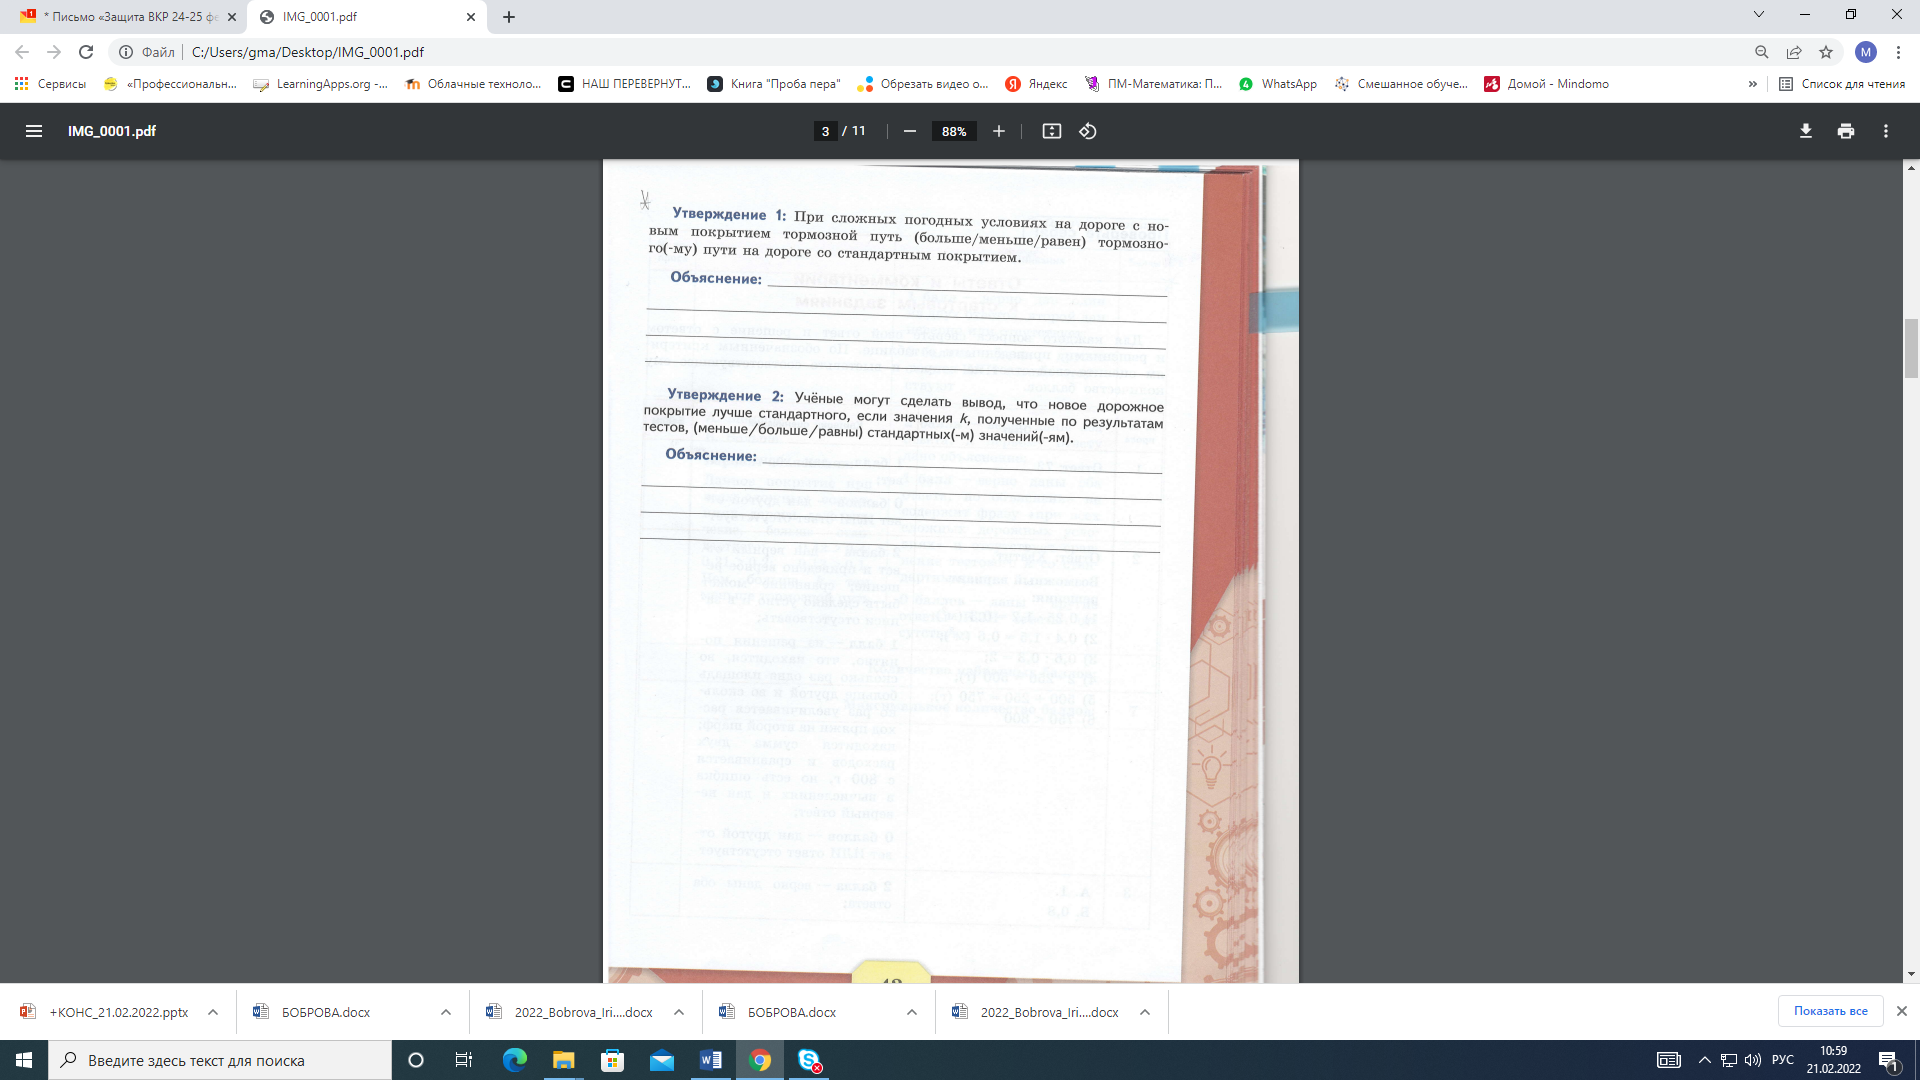 * Письмо «Защита ВКР 24-25 фе
IMG_0001.pdf
Файл C:/Users/gma/Desktop/IMG_0001.pdf
M
Сервисы «Профессиональн... LearningApps.org -... Облачные техноло... НАШ ПЕРЕВЕРНУТ... Книга "Проба пера" Обрезать видео о... Яндекс ПМ-Математика: П... WhatsApp Смешанное обуче... Домой - Mindomo » Список для чтения
IMG_0001.pdf 3 / 11 — 88% +
Утверждение 1: При сложных погодных условиях на дороге с но-
вым покрытием тормозной путь (больше/меньше/равен) тормозно-
го(-му) пути на дороге со стандартным покрытием.
Объяснение:
Утверждение 2: Учёные могут сделать вывод, что новое дорожное
покрытие лучше стандартного, если значения k, полученные по результатам
тестов, (меньше/больше/равны) стандартных(-м) значений(-ям).
Объяснение:
+КОНС_21.02.2022.pptx БОБРОВА.docx 2022_Bobrova_Iri....docx БОБРОВА.docx 2022_Bobrova_Iri....docx Показать все
Введите здесь текст для поиска
РУС
10:59
21.02.2022
1